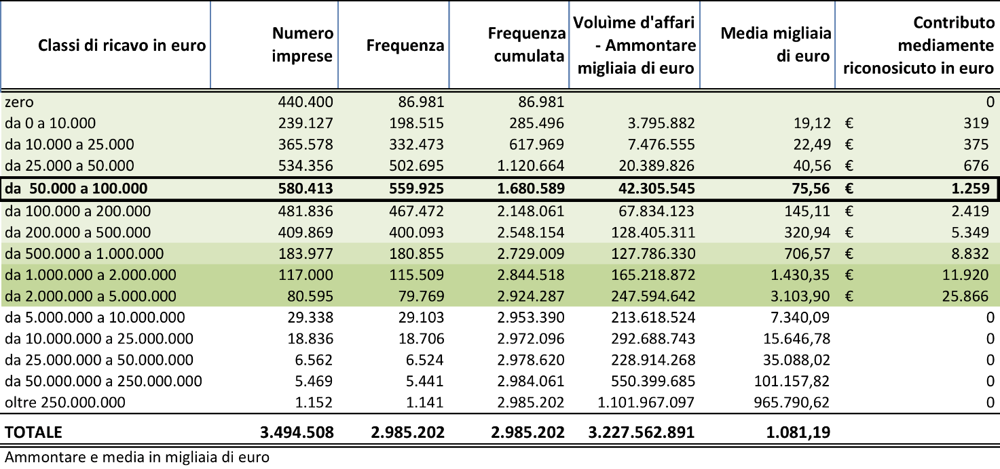 Classi di ricavo in euro | Numero imprese | Frequenza | Frequenza cumulata | Voluìme d'affari - Ammontare migliaia di euro | Media migliaia di euro | Contributo mediamente riconosicuto in euro
zero 440.400 86.981 86.981 0
da 0 a 10.000 239.127 198.515 285.496 3.795.882 19,12 € 319
da 10.000 a 25.000 365.578 332.473 617.969 7.476.555 22,49 € 375
da 25.000 a 50.000 534.356 502.695 1.120.664 20.389.826 40,56 € 676
da 50.000 a 100.000 580.413 559.925 1.680.589 42.305.545 75,56 € 1.259
da 100.000 a 200.000 481.836 467.472 2.148.061 67.834.123 145,11 € 2.419
da 200.000 a 500.000 409.869 400.093 2.548.154 128.405.311 320,94 € 5.349
da 500.000 a 1.000.000 183.977 180.855 2.729.009 127.786.330 706,57 € 8.832
da 1.000.000 a 2.000.000 117.000 115.509 2.844.518 165.218.872 1.430,35 € 11.920
da 2.000.000 a 5.000.000 80.595 79.769 2.924.287 247.594.642 3.103,90 € 25.866
da 5.000.000 a 10.000.000 29.338 29.103 2.953.390 213.618.524 7.340,09 0
da 10.000.000 a 25.000.000 18.836 18.706 2.972.096 292.688.743 15.646,78 0
da 25.000.000 a 50.000.000 6.562 6.524 2.978.620 228.914.268 35.088,02 0
da 50.000.000 a 250.000.000 5.469 5.441 2.984.061 550.399.685 101.157,82 0
oltre 250.000.000 1.152 1.141 2.985.202 1.101.967.097 965.790,62 0
TOTALE 3.494.508 2.985.202 2.985.202 3.227.562.891 1.081,19
Ammontare e media in migliaia di euro